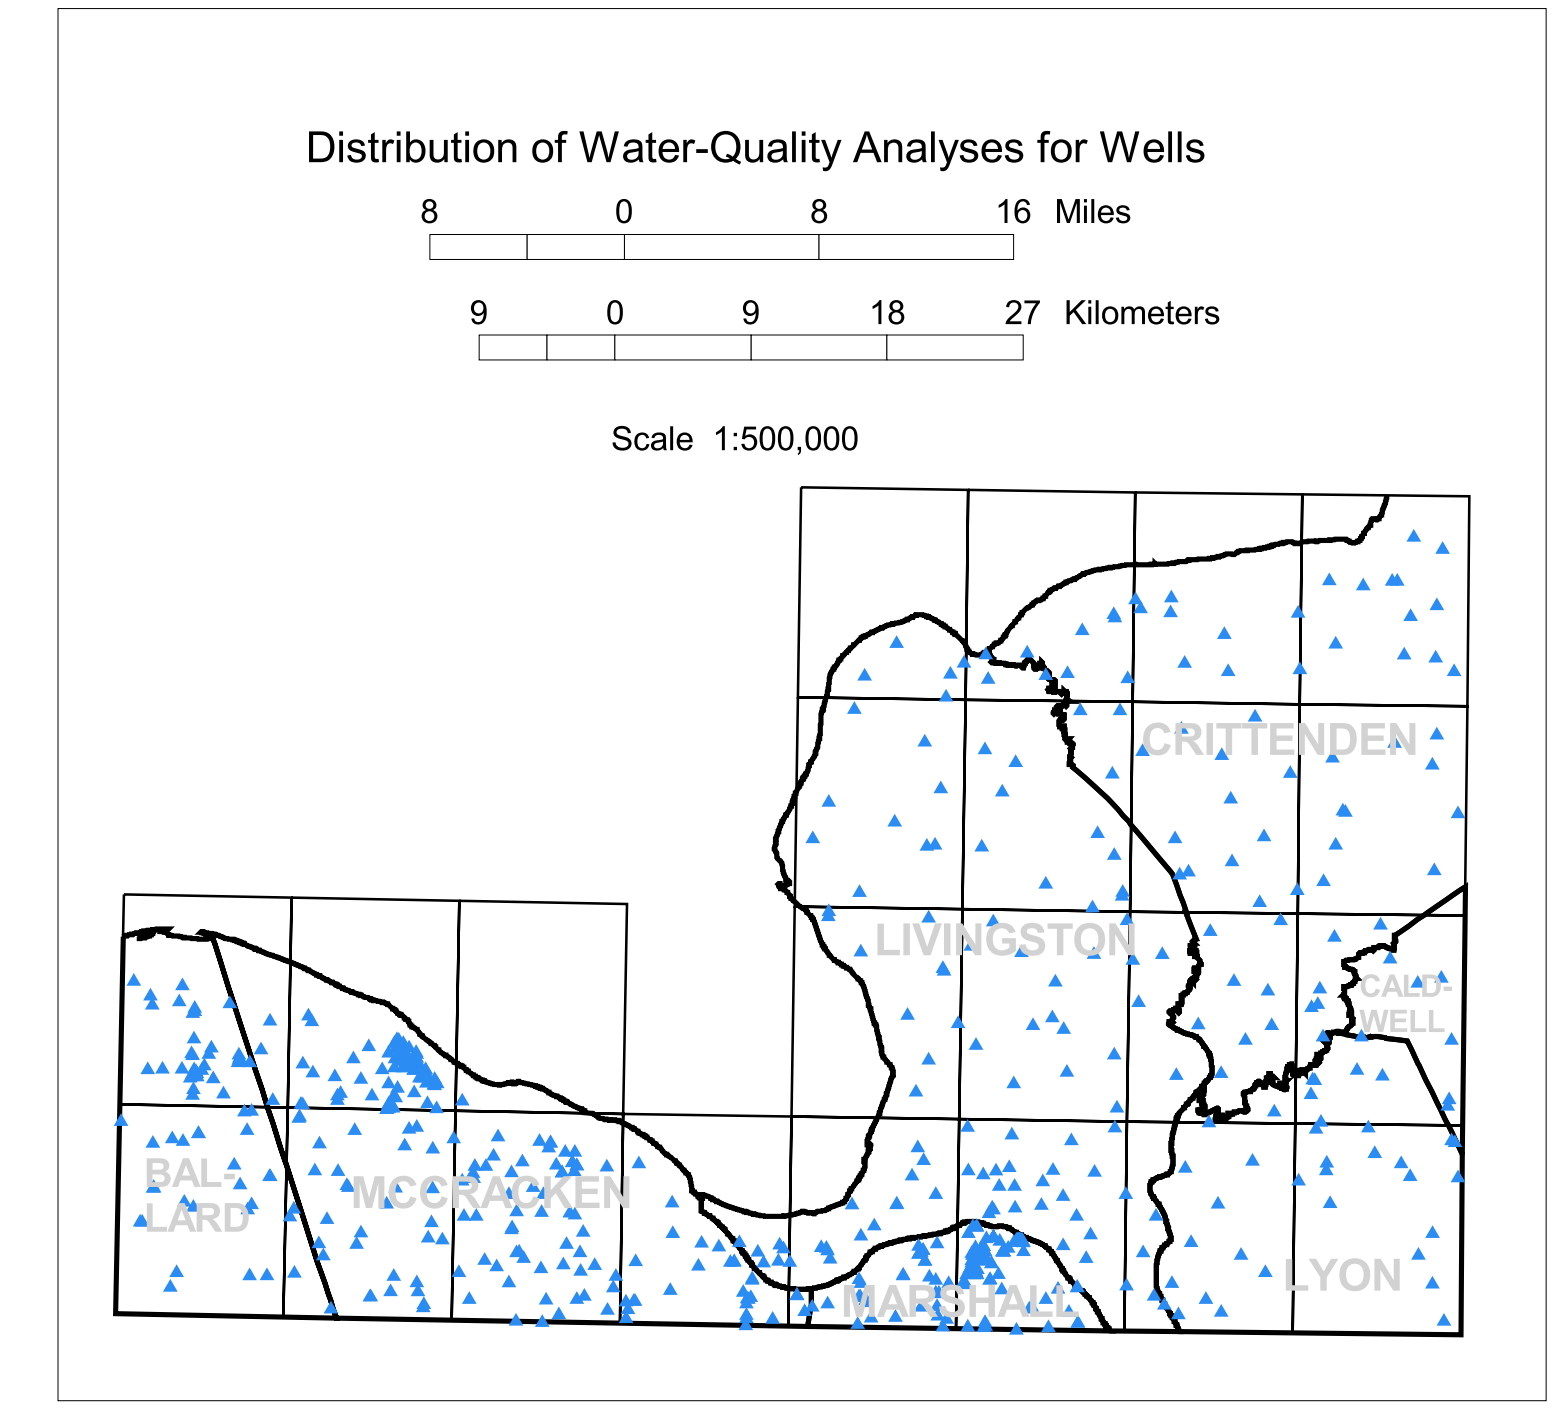 Distribution of Water-Quality Analyses for Wells
8 0 8 16 Miles
9 0 9 18 27 Kilometers
Scale 1:500,000
CRITTENDEN
LIVINGSTON
CALD-
WELL
BAL-
LARD
MCCRACKEN
LYON
MARSHALL